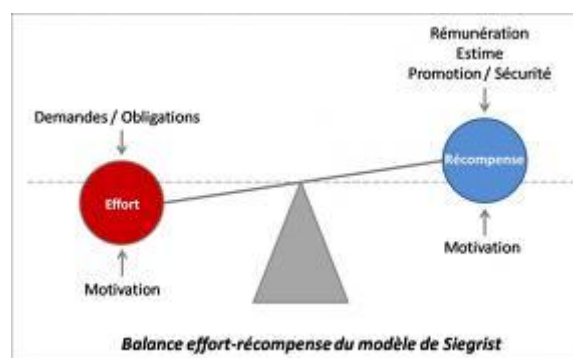 Rémunération
Estime
Promotion / Sécurité
Demandes / Obligations
Récompense
Effort
Motivation
Motivation
Balance effort-récompense du modèle de Siegrist